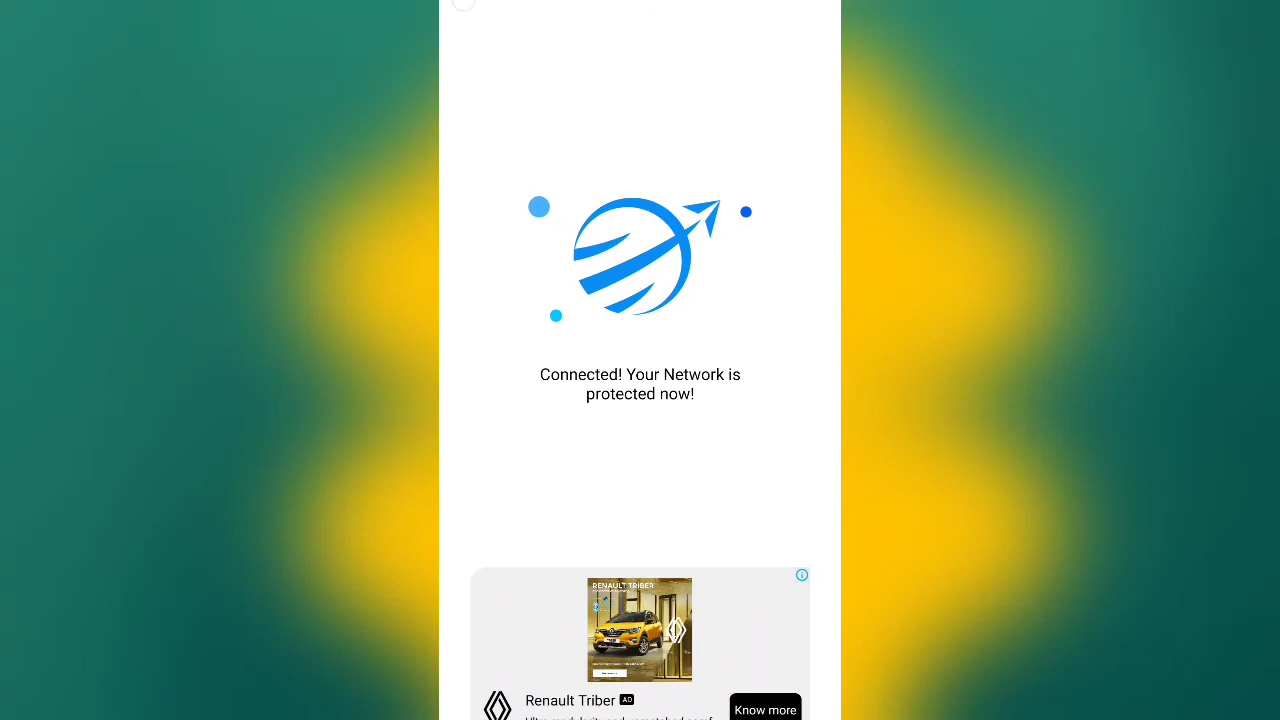 Connected! Your Network is
protected now!
RENAULT TRIBER
Renault Triber AD
Know more